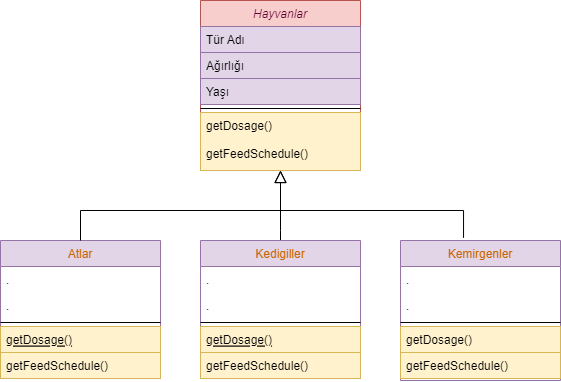 Hayvanlar
Tür Adı
Ağırlığı
Yaşı
getDosage()
getFeedSchedule()
Atlar
.
.
getDosage()
getFeedSchedule()
Kedigiller
.
.
getDosage()
getFeedSchedule()
Kemirgenler
.
.
getDosage()
getFeedSchedule()